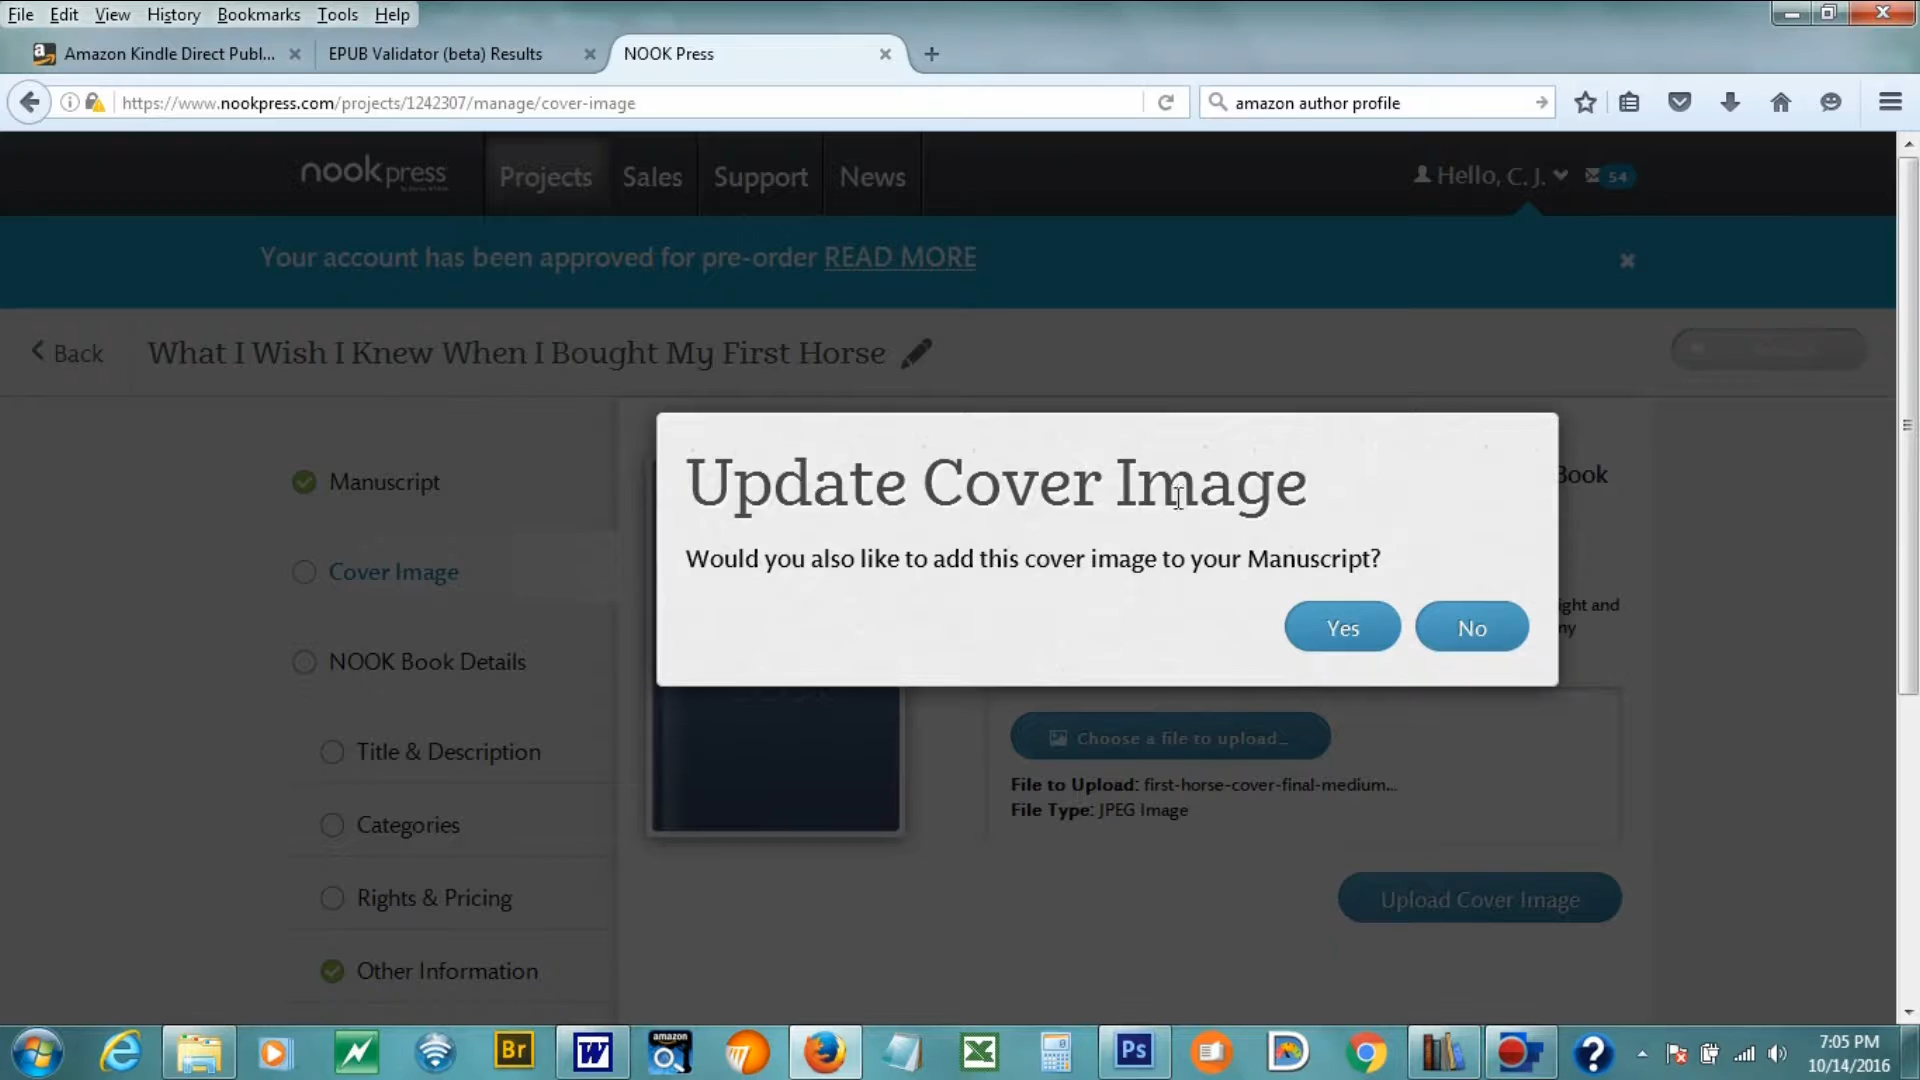 File Edit View History Bookmarks Tools Help
Amazon Kindle Direct Publ... EPUB Validator (beta) Results NOOK Press
https://www.nookpress.com/projects/1242307/manage/cover-image amazon author profile
nook press Projects Sales Support News Hello, C. J. 54
Your account has been approved for pre-order READ MORE
Back What I Wish I Knew When I Bought My First Horse
Manuscript
Cover Image
NOOK Book Details
Title & Description
Categories
Rights & Pricing
Other Information
Update Cover Image
Would you also like to add this cover image to your Manuscript?
Yes No
Book
ight and
ny
Choose a file to upload...
File to Upload: first-horse-cover-final-medium...
File Type: JPEG Image
Upload Cover Image
Br W amazon Ps
7:05 PM
10/14/2016